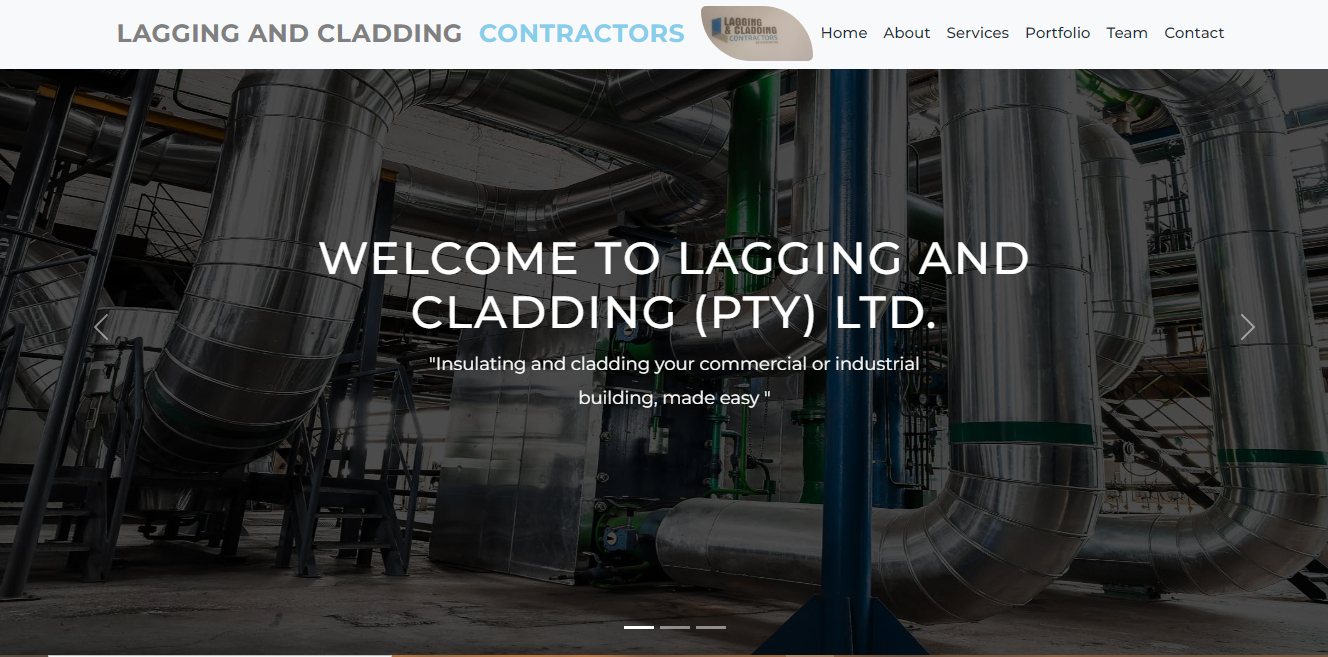 LAGGING AND CLADDING CONTRACTORS
LAGGING
& CLADDING
CONTRACTORS
Home About Services Portfolio Team Contact
WELCOME TO LAGGING AND
CLADDING (PTY) LTD.
"Insulating and cladding your commercial or industrial
building, made easy "